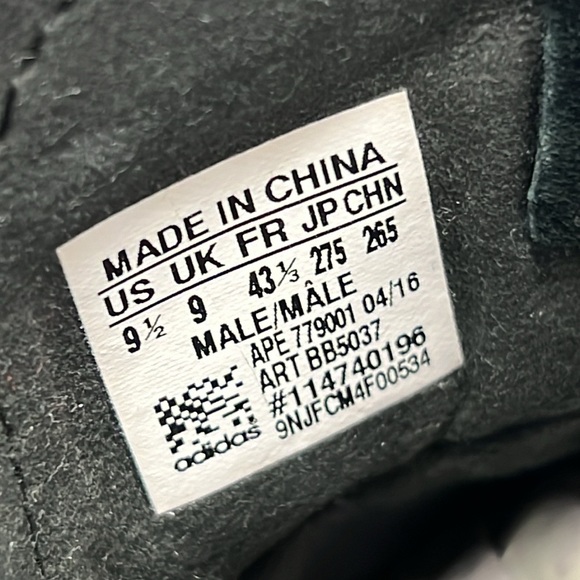 MADE IN CHINA
US UK FR JP CHN
9½ 9 43⅓ 275 265
MALE/MÂLE
APE 779001 04/16
ART BB5037
#114740196
9NJFCM4F00534
adidas